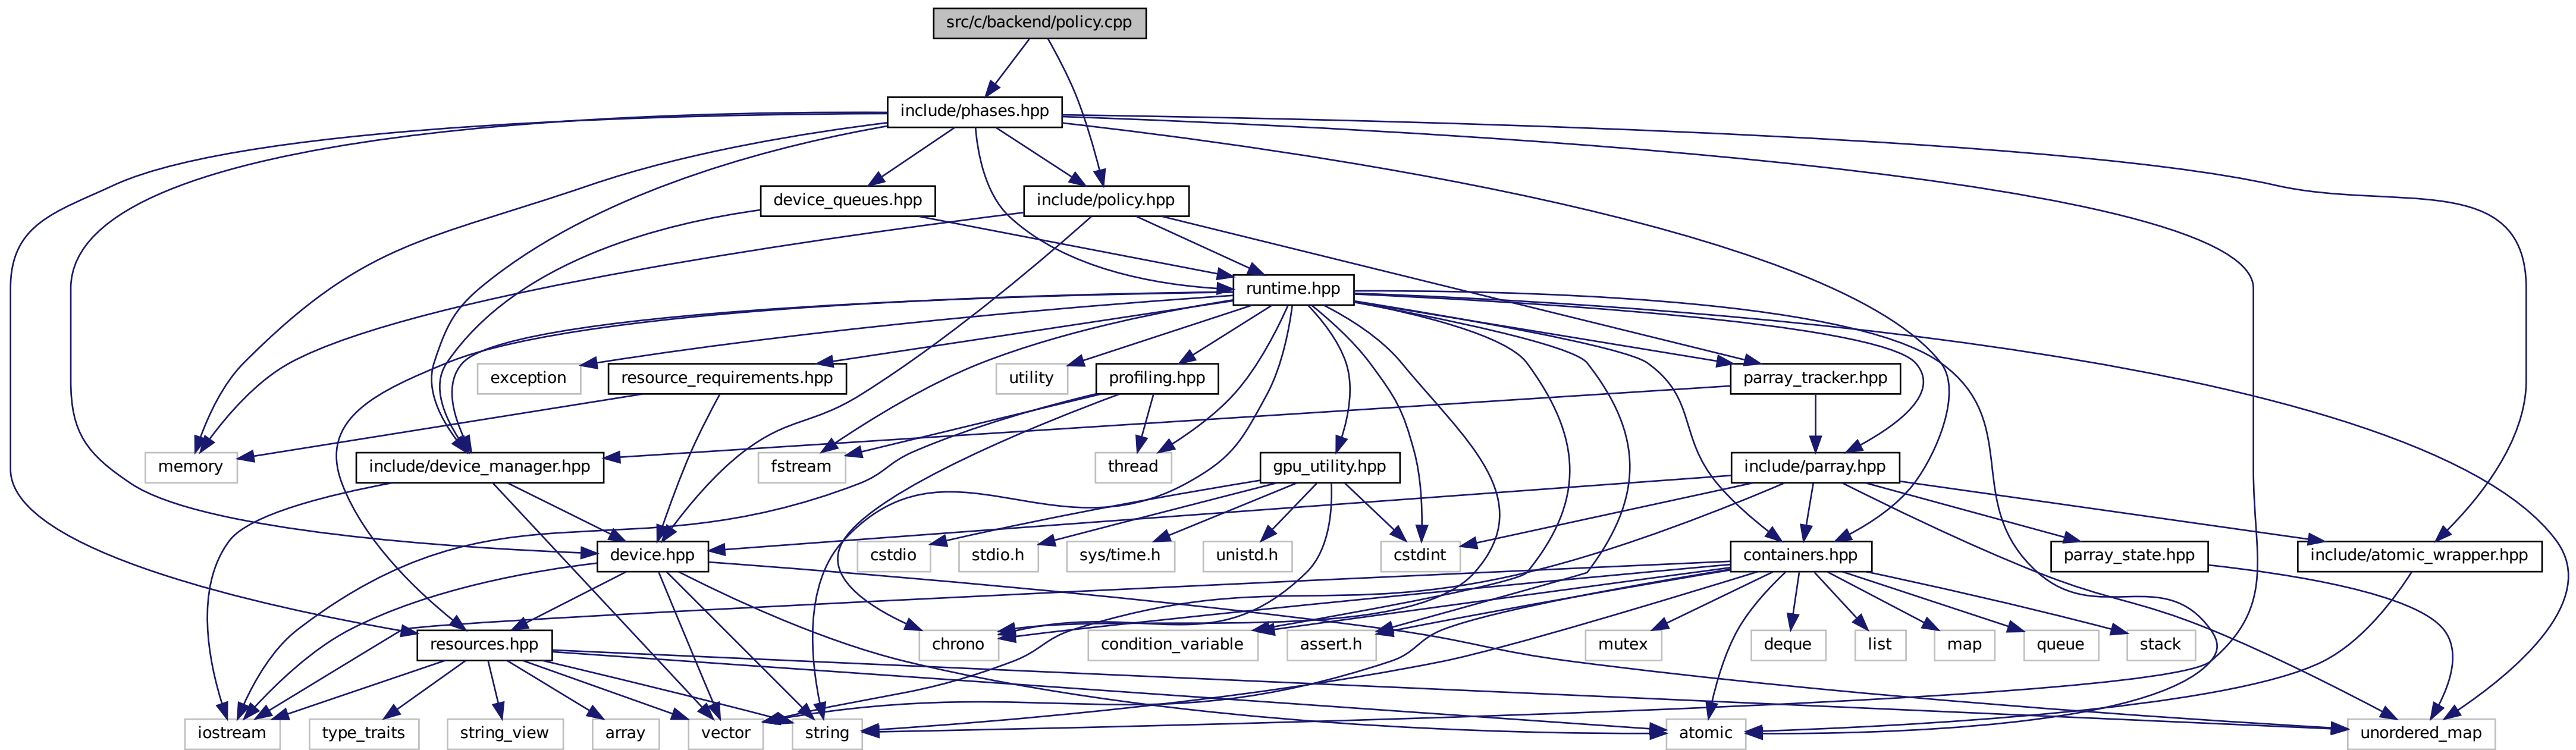 src/c/backend/policy.cpp
include/phases.hpp
device_queues.hpp
include/policy.hpp
runtime.hpp
exception
resource_requirements.hpp
utility
profiling.hpp
parray_tracker.hpp
memory
include/device_manager.hpp
fstream
thread
gpu_utility.hpp
include/parray.hpp
device.hpp
cstdio
stdio.h
sys/time.h
unistd.h
cstdint
containers.hpp
parray_state.hpp
include/atomic_wrapper.hpp
resources.hpp
chrono
condition_variable
assert.h
mutex
deque
list
map
queue
stack
iostream
type_traits
string_view
array
vector
string
atomic
unordered_map